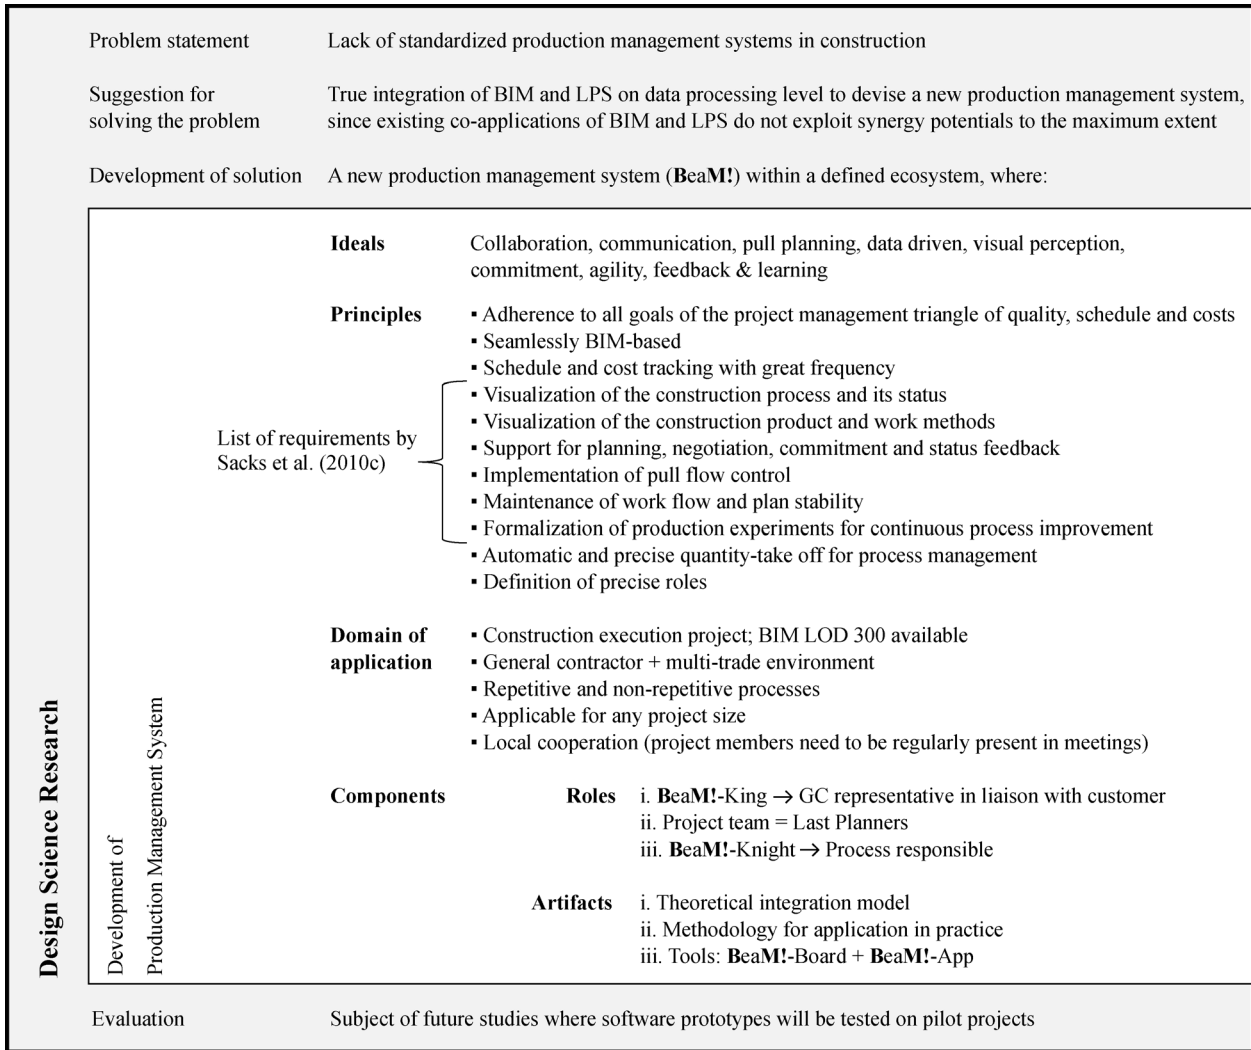 Problem statement
Lack of standardized production management systems in construction
Suggestion for
solving the problem
True integration of BIM and LPS on data processing level to devise a new production management system,
since existing co-applications of BIM and LPS do not exploit synergy potentials to the maximum extent
Development of solution
A new production management system (BeaM!) within a defined ecosystem, where:
Ideals
Collaboration, communication, pull planning, data driven, visual perception,
commitment, agility, feedback & learning
Principles
▪ Adherence to all goals of the project management triangle of quality, schedule and costs
▪ Seamlessly BIM-based
▪ Schedule and cost tracking with great frequency
List of requirements by
Sacks et al. (2010c)
▪ Visualization of the construction process and its status
▪ Visualization of the construction product and work methods
▪ Support for planning, negotiation, commitment and status feedback
▪ Implementation of pull flow control
▪ Maintenance of work flow and plan stability
▪ Formalization of production experiments for continuous process improvement
▪ Automatic and precise quantity-take off for process management
▪ Definition of precise roles
Domain of
application
▪ Construction execution project; BIM LOD 300 available
▪ General contractor + multi-trade environment
▪ Repetitive and non-repetitive processes
▪ Applicable for any project size
▪ Local cooperation (project members need to be regularly present in meetings)
Components
Roles
i. BeaM!-King → GC representative in liaison with customer
ii. Project team = Last Planners
iii. BeaM!-Knight → Process responsible
Artifacts
i. Theoretical integration model
ii. Methodology for application in practice
iii. Tools: BeaM!-Board + BeaM!-App
Design Science Research
Development of
Production Management System
Evaluation
Subject of future studies where software prototypes will be tested on pilot projects